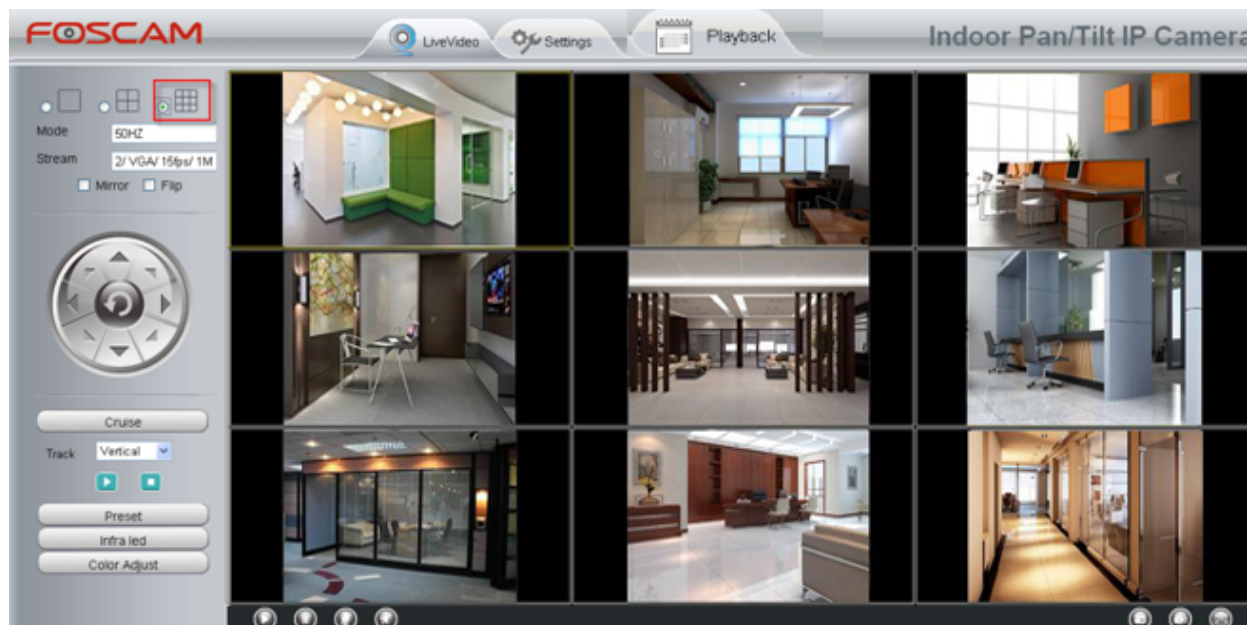 FOSCAM
LiveVideo
Settings
Playback
Indoor Pan/Tilt IP Camera
Mode
50HZ
Stream
2/ VGA/ 15fps/ 1M
Mirror
Flip
Cruise
Track
Vertical
Preset
Infra led
Color Adjust